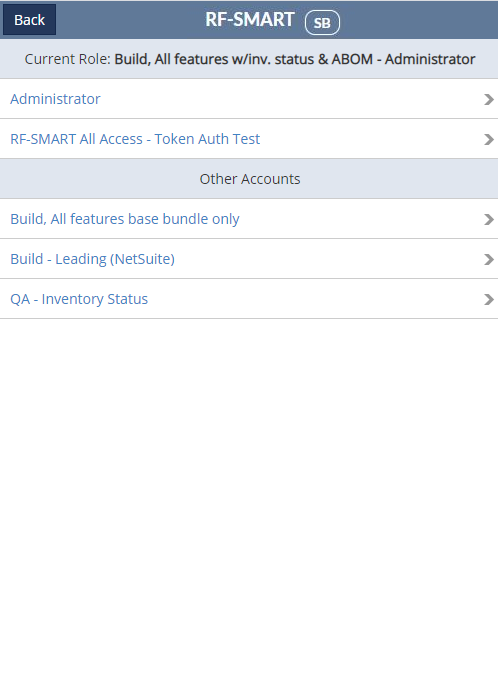 Back
RF-SMART SB
Current Role: Build, All features w/inv. status & ABOM - Administrator
Administrator
RF-SMART All Access - Token Auth Test
Other Accounts
Build, All features base bundle only
Build - Leading (NetSuite)
QA - Inventory Status